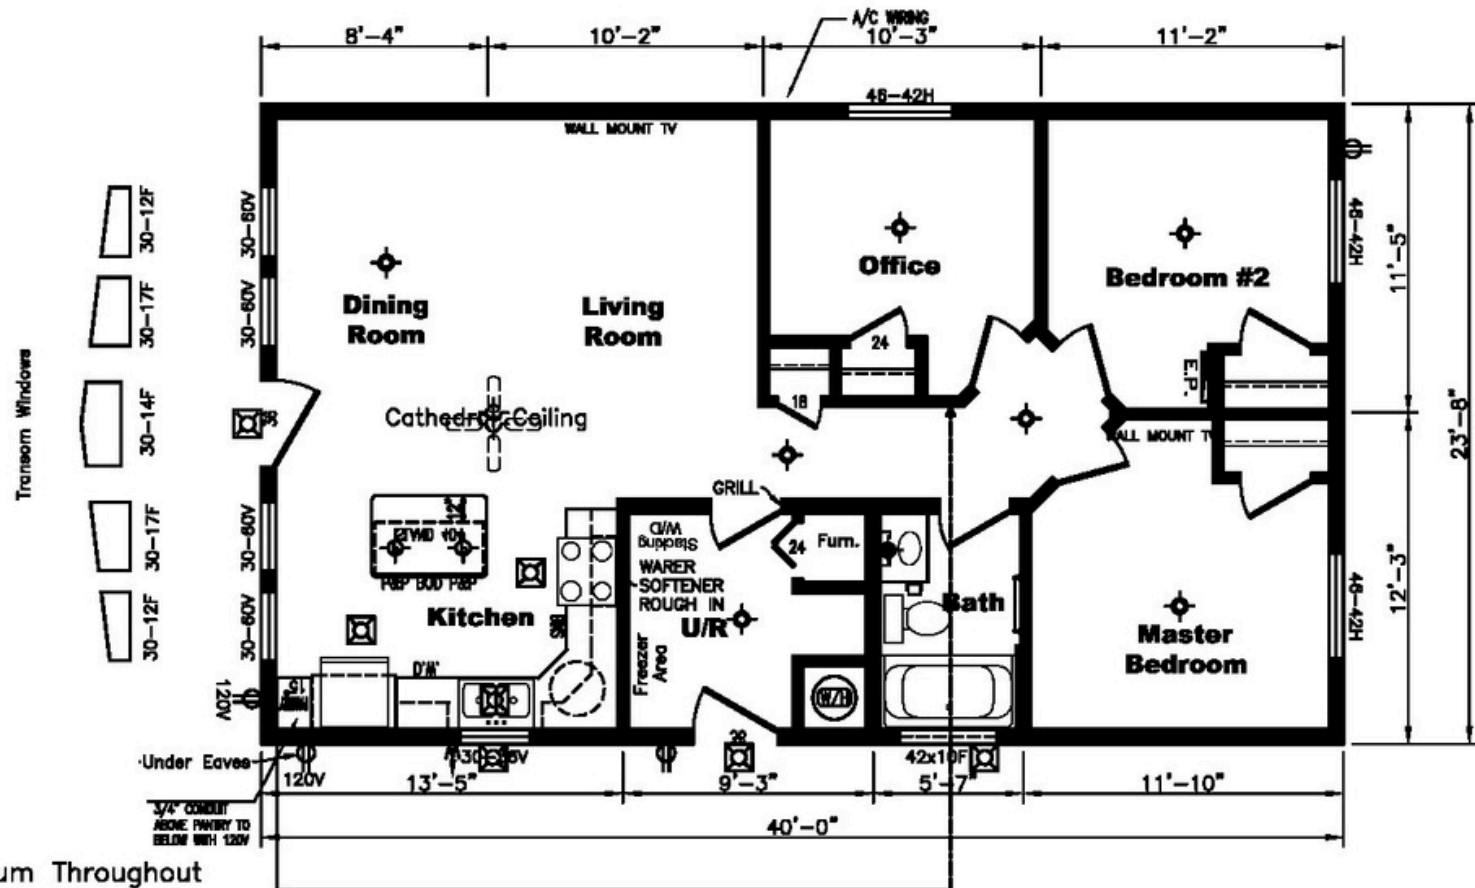 A/C WIRING
8'-4"
10'-2"
10'-3"
11'-2"
46-42H
WALL MOUNT TV
30-12F
30-60V
46-42H
Office
Bedroom #2
11'-5"
30-17F
30-60V
Dining
Room
Living
Room
24
Transom Windows
E.P.
18
30-14F
Cathedral Ceiling
23'-8"
WALL MOUNT TV
GRILL
30-17F
30-60V
12"
Stacking
W/D
24
Furn.
WARER
SOFTENER
ROUGH IN
30-12F
30-60V
Kitchen
U/R
Bath
46-42H
12'-3"
Master
Bedroom
Freezer
Area
D.W.
W/H
120V
Under Eaves
120V
42x10F
13'-5"
9'-3"
5'-7"
11'-10"
3/4" CONDUIT
ABOVE PANTRY TO
BELOW WITH 120V
40'-0"
um Throughout